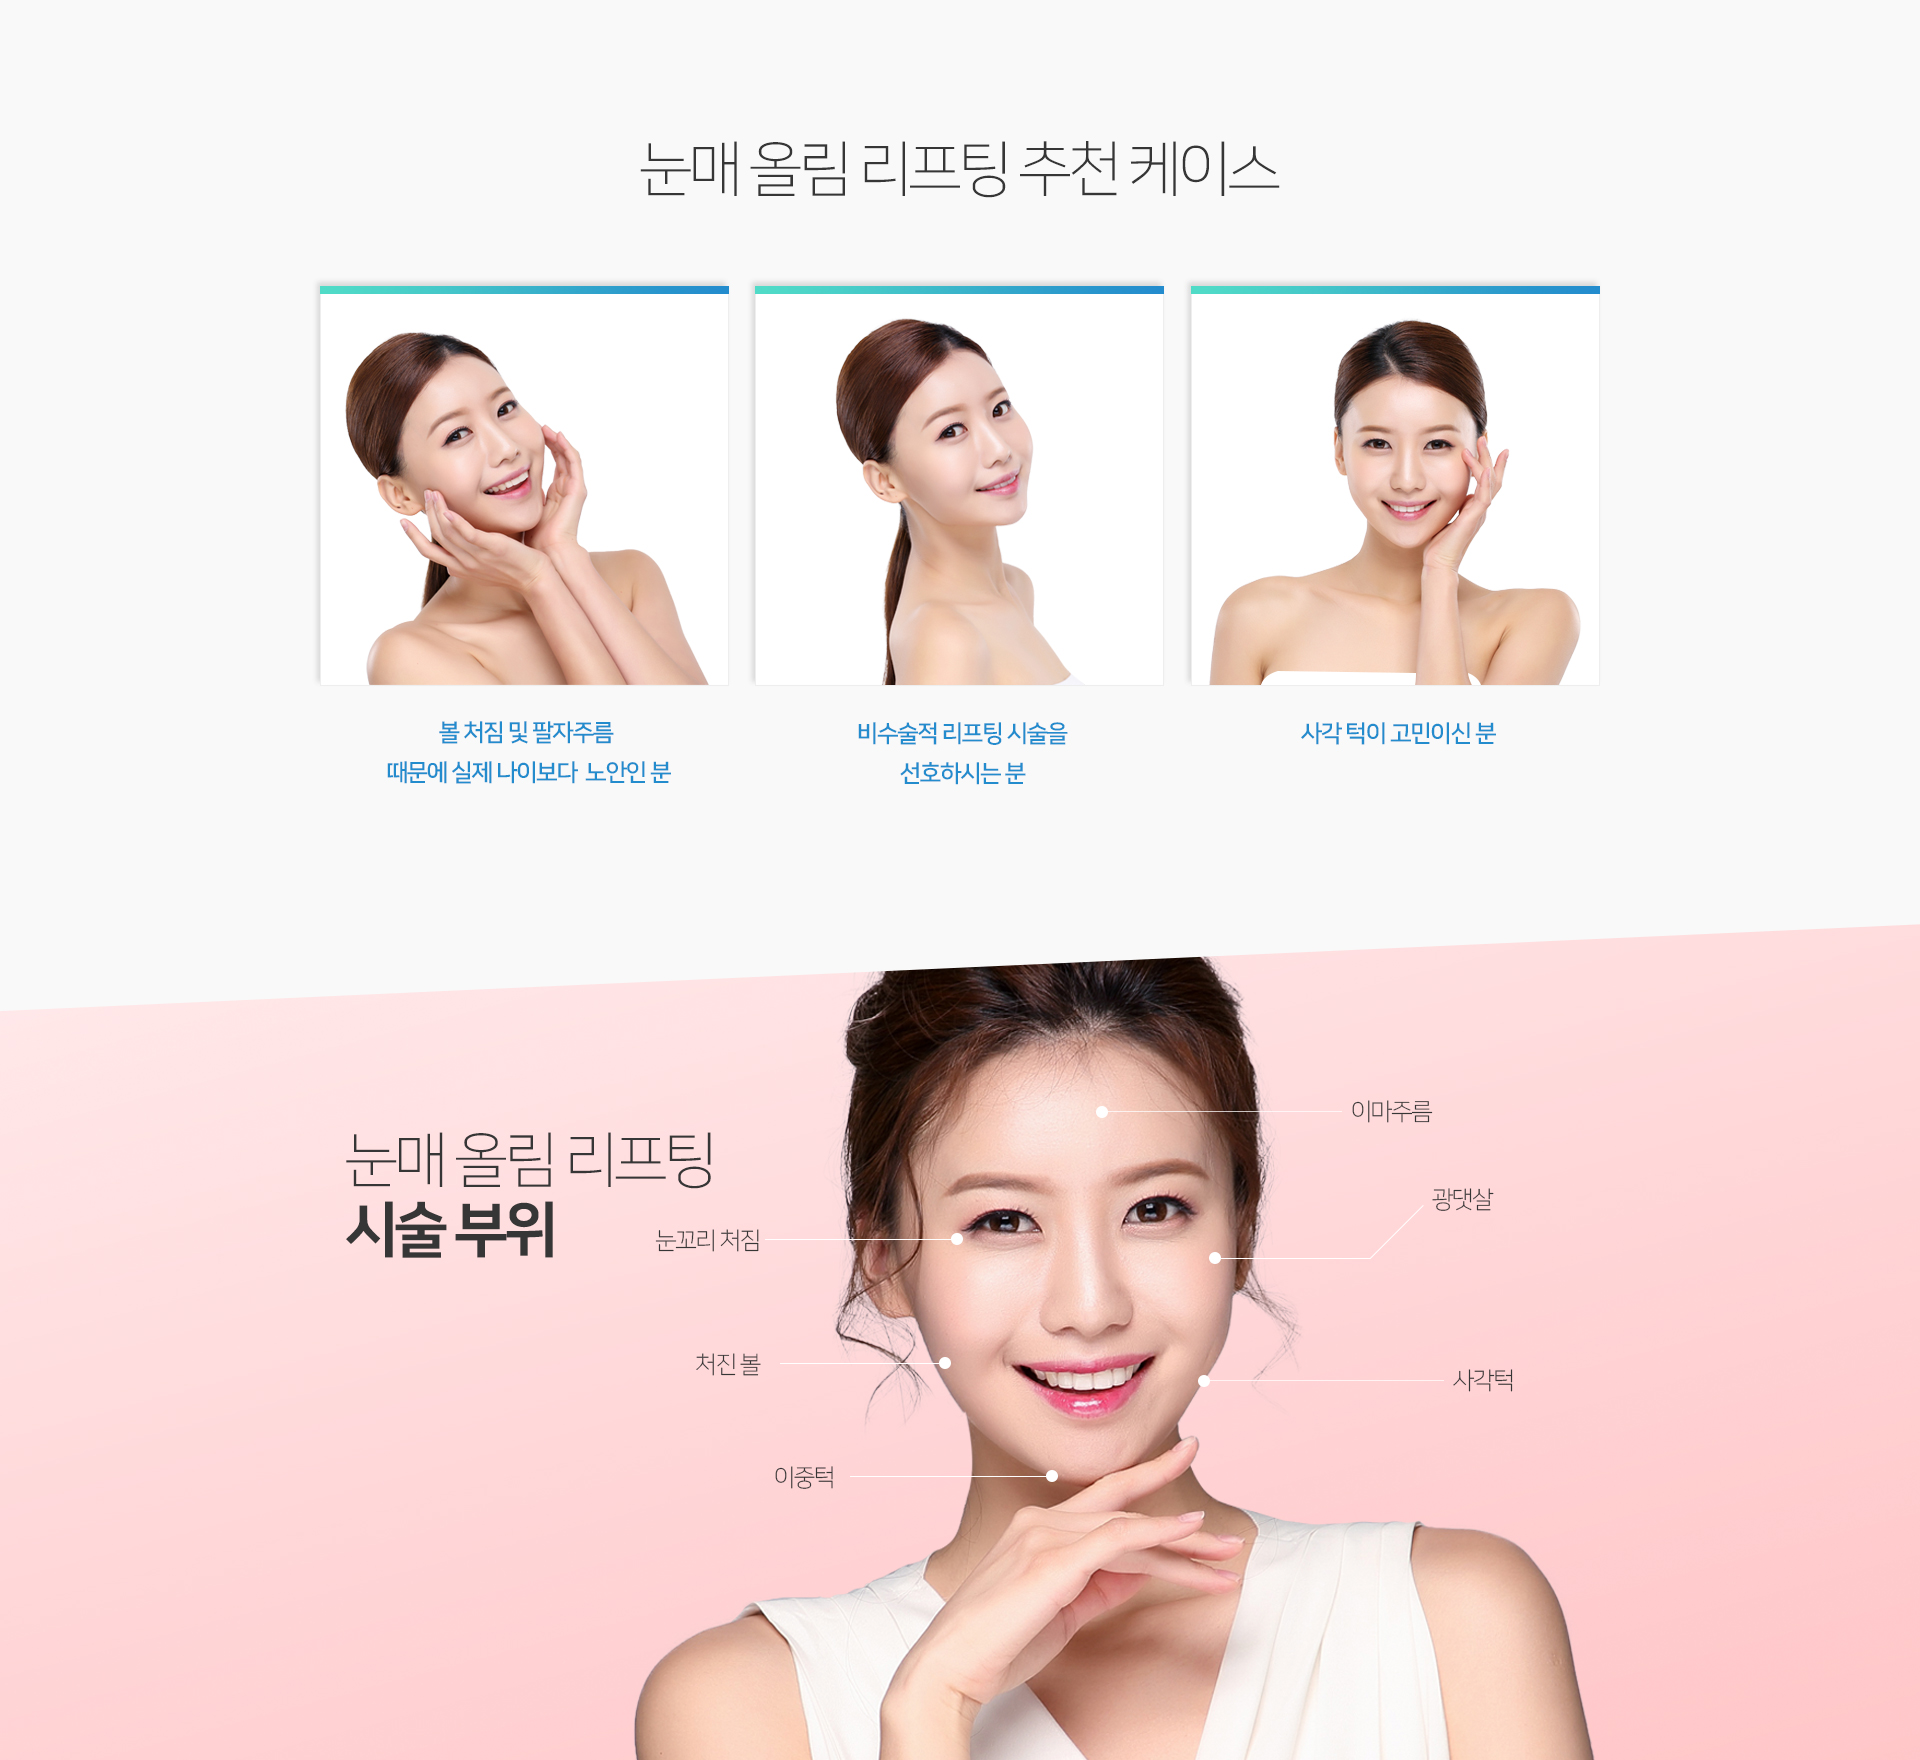 눈매 올림 리프팅 추천 케이스
볼 처짐 및 팔자주름
때문에 실제 나이보다 노안인 분
비수술적 리프팅 시술을
선호하시는 분
사각 턱이 고민이신 분
눈매 올림 리프팅
시술 부위
이마주름
광댓살
눈꼬리 처짐
처진 볼
사각턱
이중턱